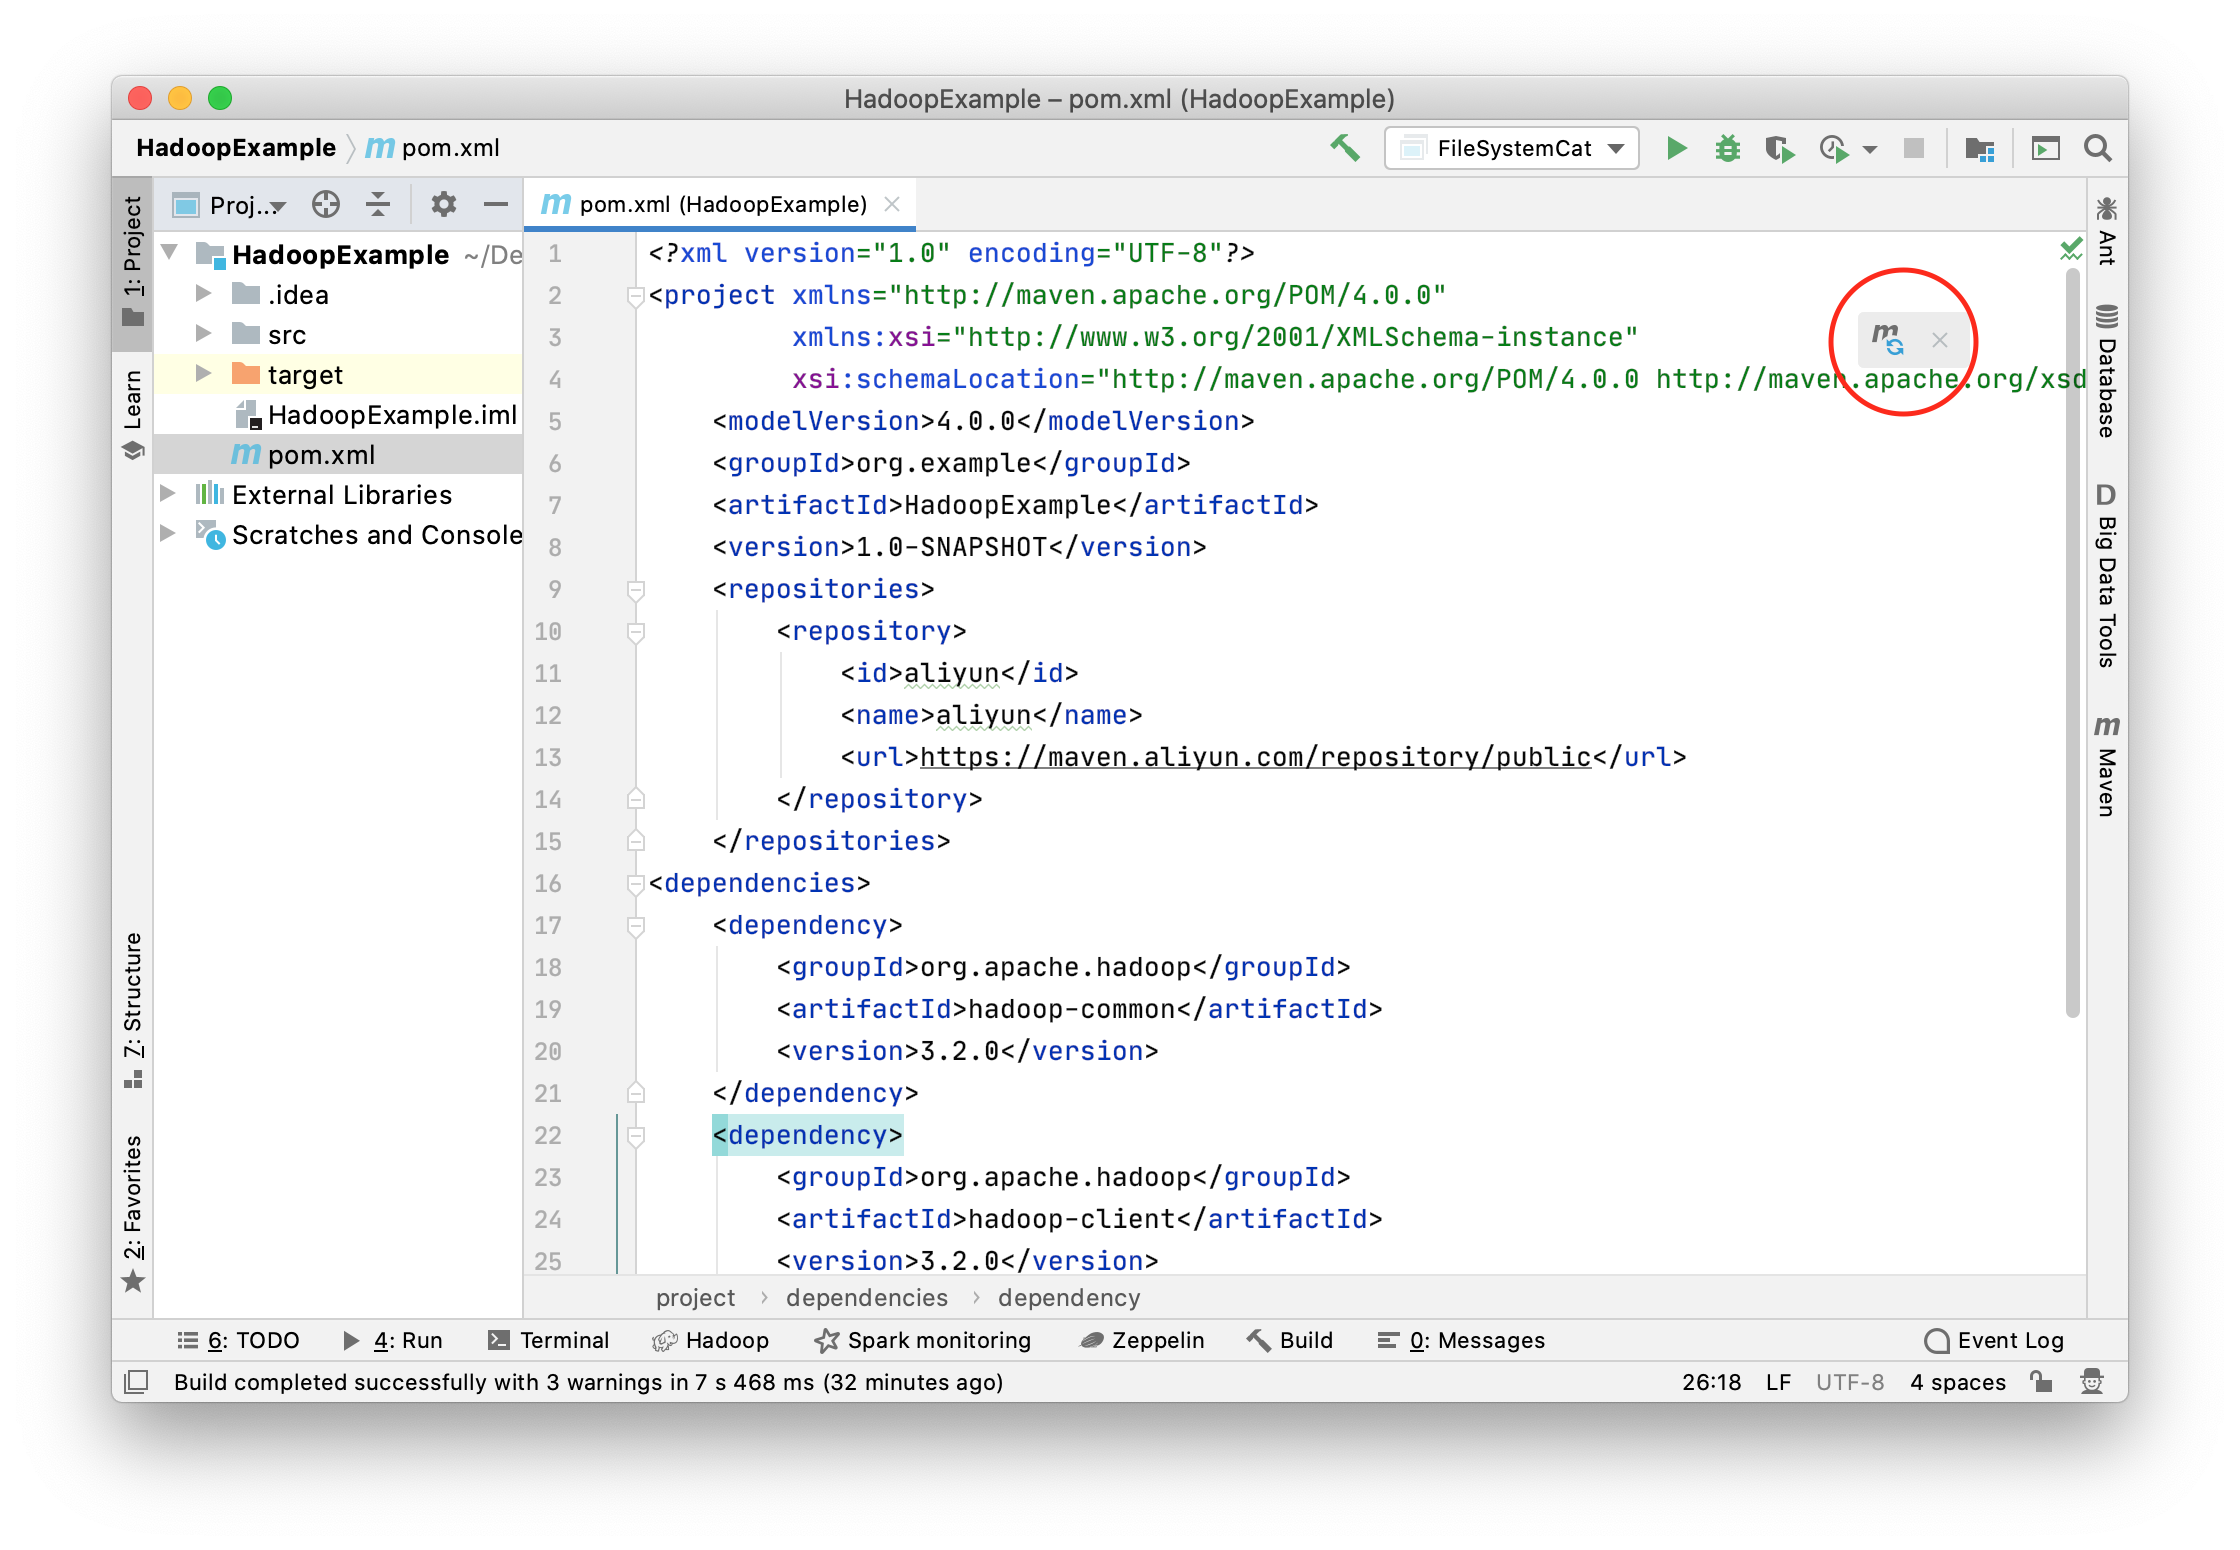 HadoopExample – pom.xml (HadoopExample)
HadoopExample 〉 m pom.xml
FileSystemCat
1: Project
Learn
7: Structure
2: Favorites
Proj...
HadoopExample ~/De
.idea
src
target
HadoopExample.iml
m pom.xml
External Libraries
Scratches and Console
m pom.xml (HadoopExample)
1 <?xml version="1.0" encoding="UTF-8"?>
2 <project xmlns="http://maven.apache.org/POM/4.0.0"
3 xmlns:xsi="http://www.w3.org/2001/XMLSchema-instance"
4 xsi:schemaLocation="http://maven.apache.org/POM/4.0.0 http://maven.apache.org/xsd
5 <modelVersion>4.0.0</modelVersion>
6 <groupId>org.example</groupId>
7 <artifactId>HadoopExample</artifactId>
8 <version>1.0-SNAPSHOT</version>
9 <repositories>
10 <repository>
11 <id>aliyun</id>
12 <name>aliyun</name>
13 <url>https://maven.aliyun.com/repository/public</url>
14 </repository>
15 </repositories>
16 <dependencies>
17 <dependency>
18 <groupId>org.apache.hadoop</groupId>
19 <artifactId>hadoop-common</artifactId>
20 <version>3.2.0</version>
21 </dependency>
22 <dependency>
23 <groupId>org.apache.hadoop</groupId>
24 <artifactId>hadoop-client</artifactId>
25 <version>3.2.0</version>
m
project › dependencies › dependency
Ant
Database
D Big Data Tools
m Maven
6: TODO 4: Run Terminal Hadoop Spark monitoring Zeppelin Build 0: Messages Event Log
Build completed successfully with 3 warnings in 7 s 468 ms (32 minutes ago) 26:18 LF UTF-8 4 spaces